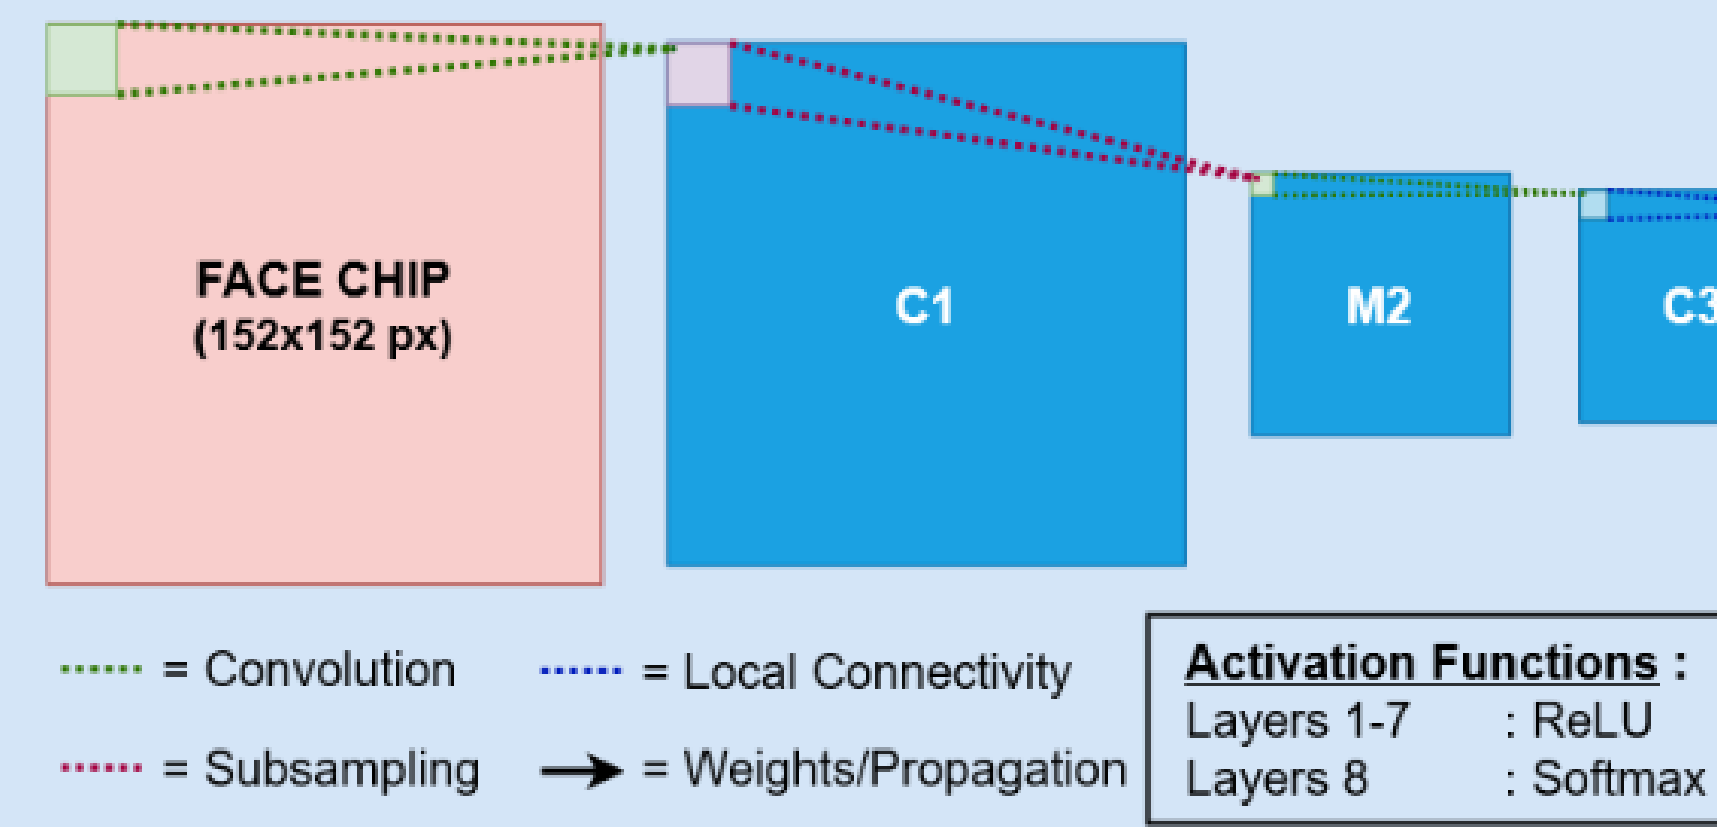 FACE CHIP
(152x152 px)
C1
M2
C3
= Convolution
= Local Connectivity
= Subsampling
= Weights/Propagation
Activation Functions :
Layers 1-7 : ReLU
Layers 8 : Softmax